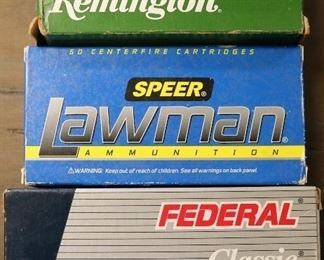 Remington
50 CENTERFIRE CARTRIDGES
SPEER®
Lawman®
AMMUNITION
⚠WARNING: Keep out of reach of children. See all warnings on back panel.
FEDERAL®
Classic